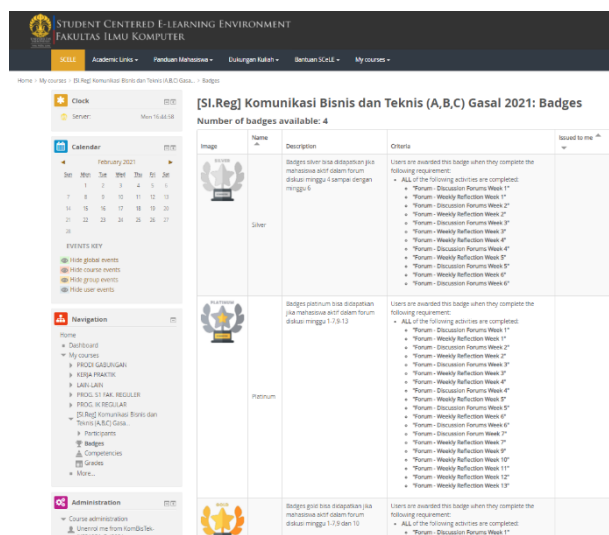 STUDENT CENTERED E-LEARNING ENVIRONMENT
FAKULTAS ILMU KOMPUTER
SCELE Academic Links Panduan Mahasiswa Dukungan Kuliah Bantuan SCeLE My courses
Home > My courses > [SI.Reg] Komunikasi Bisnis dan Teknis (A,B,C) Gasa... > Badges
Clock
Server: Mon 16:44:58
Calendar
February 2021
Sun Mon Tue Wed Thu Fri Sat
1 2 3 4 5 6
7 8 9 10 11 12 13
14 15 16 17 18 19 20
21 22 23 24 25 26 27
28
EVENTS KEY
Hide global events
Hide course events
Hide group events
Hide user events
Navigation
Home
Dashboard
My courses
PRODI GABUNGAN
KERJA PRAKTIK
LAIN-LAIN
PROG. S1 FAK. REGULER
PROG. IK REGULAR
[SI.Reg] Komunikasi Bisnis dan
Teknis (A,B,C) Gasa...
Participants
Badges
Competencies
Grades
More...
Administration
Course administration
Unenrol me from KomBisTek-
[SI.Reg] Komunikasi Bisnis dan Teknis (A,B,C) Gasal 2021: Badges
Number of badges available: 4
Image Name Description Criteria Issued to me
SILVER
Silver
Badges silver bisa didapatkan jika
mahasiswa aktif dalam forum
diskusi minggu 4 sampai dengan
minggu 6
Users are awarded this badge when they complete the
following requirement:
ALL of the following activities are completed:
"Forum - Discussion Forums Week 1"
"Forum - Weekly Reflection Week 1"
"Forum - Discussion Forums Week 2"
"Forum - Weekly Reflection Week 2"
"Forum - Discussion Forums Week 3"
"Forum - Weekly Reflection Week 3"
"Forum - Weekly Reflection Week 4"
"Forum - Discussion Forums Week 4"
"Forum - Weekly Reflection Week 5"
"Forum - Discussion Forums Week 5"
"Forum - Weekly Reflection Week 6"
"Forum - Discussion Forums Week 6"
PLATINUM
Platinum
Badges platinum bisa didapatkan
jika mahasiswa aktif dalam forum
diskusi minggu 1-7,9-13
Users are awarded this badge when they complete the
following requirement:
ALL of the following activities are completed:
"Forum - Discussion Forums Week 1"
"Forum - Weekly Reflection Week 1"
"Forum - Discussion Forums Week 2"
"Forum - Weekly Reflection Week 2"
"Forum - Discussion Forums Week 3"
"Forum - Weekly Reflection Week 3"
"Forum - Discussion Forums Week 4"
"Forum - Weekly Reflection Week 4"
"Forum - Weekly Reflection Week 5"
"Forum - Discussion Forums Week 5"
"Forum - Weekly Reflection Week 6"
"Forum - Discussion Forums Week 6"
"Forum - Discussion Forum Week 7"
"Forum - Weekly Reflection Week 7"
"Forum - Weekly Reflection Week 9"
"Forum - Weekly Reflection Week 10"
"Forum - Weekly Reflection Week 11"
"Forum - Weekly Reflection Week 12"
"Forum - Weekly Reflection Week 13"
GOLD
Badges gold bisa didapatkan jika
mahasiswa aktif dalam forum
diskusi minggu 1-7,9 dan 10
Users are awarded this badge when they complete the
following requirement:
ALL of the following activities are completed:
"Forum - Discussion Forums Week 1"